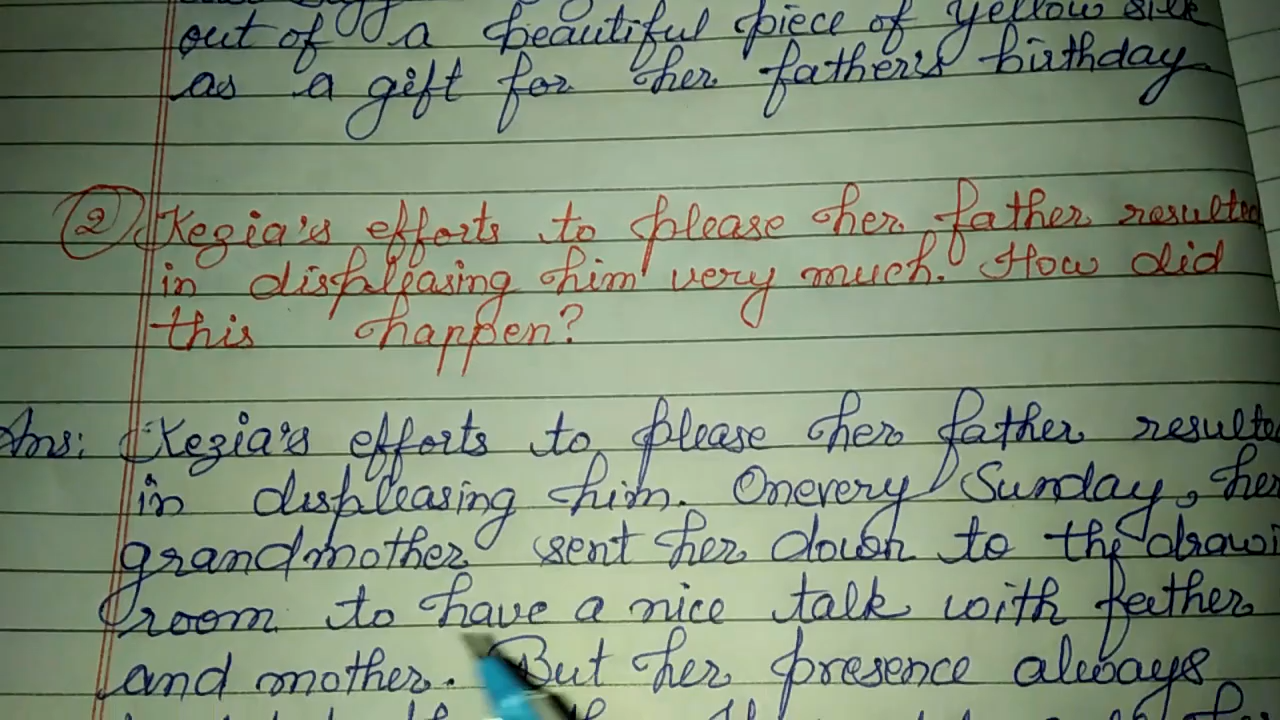 out of a beautiful piece of yellow silk
as a gift for her father's birthday
2 Kezia's efforts to please her father resulted
in displeasing him very much. How did
this happen?
Ans: Kezia's efforts to please her father resulte
in displeasing him. Onevery Sunday, her
grandmother sent her down to the drawi
room to have a nice talk with feather
and mother. But her presence always